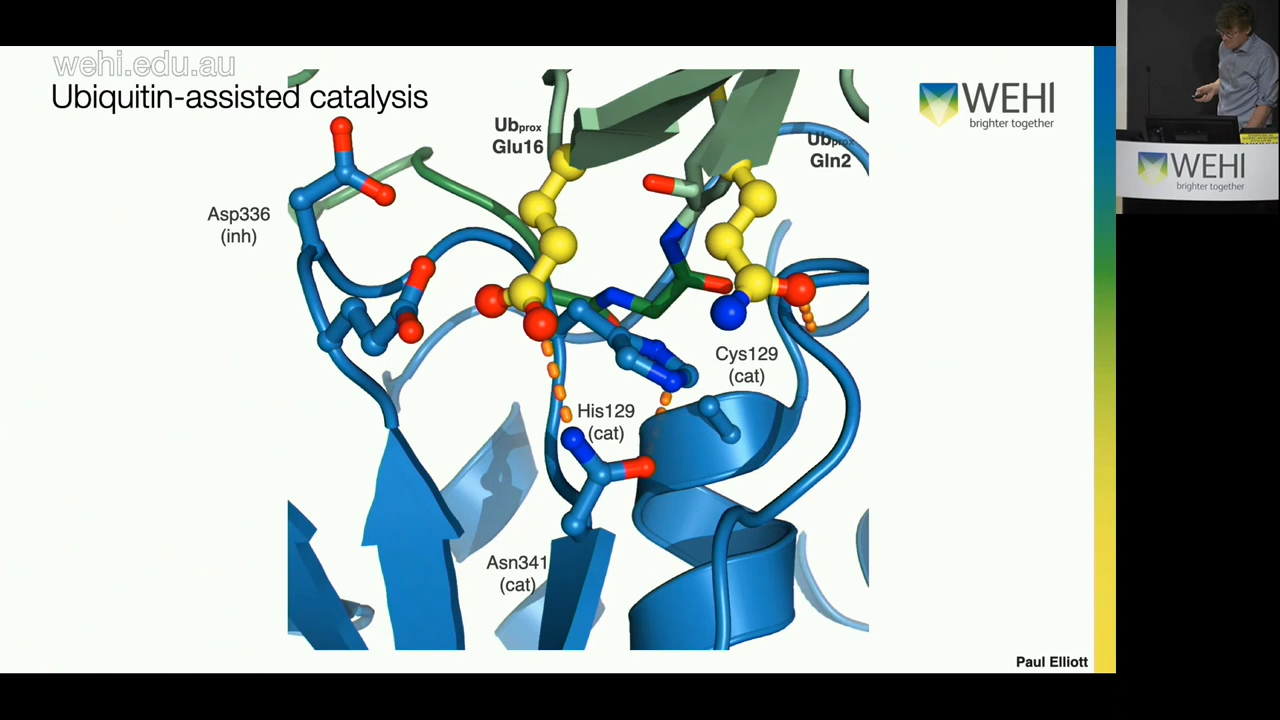 wehi.edu.au
Ubiquitin-assisted catalysis
WEHI
brighter together
Ubprox
Glu16
Ubprox
Gln2
Asp336
(inh)
Cys129
(cat)
His129
(cat)
Asn341
(cat)
Paul Elliott
WEHI
brighter together